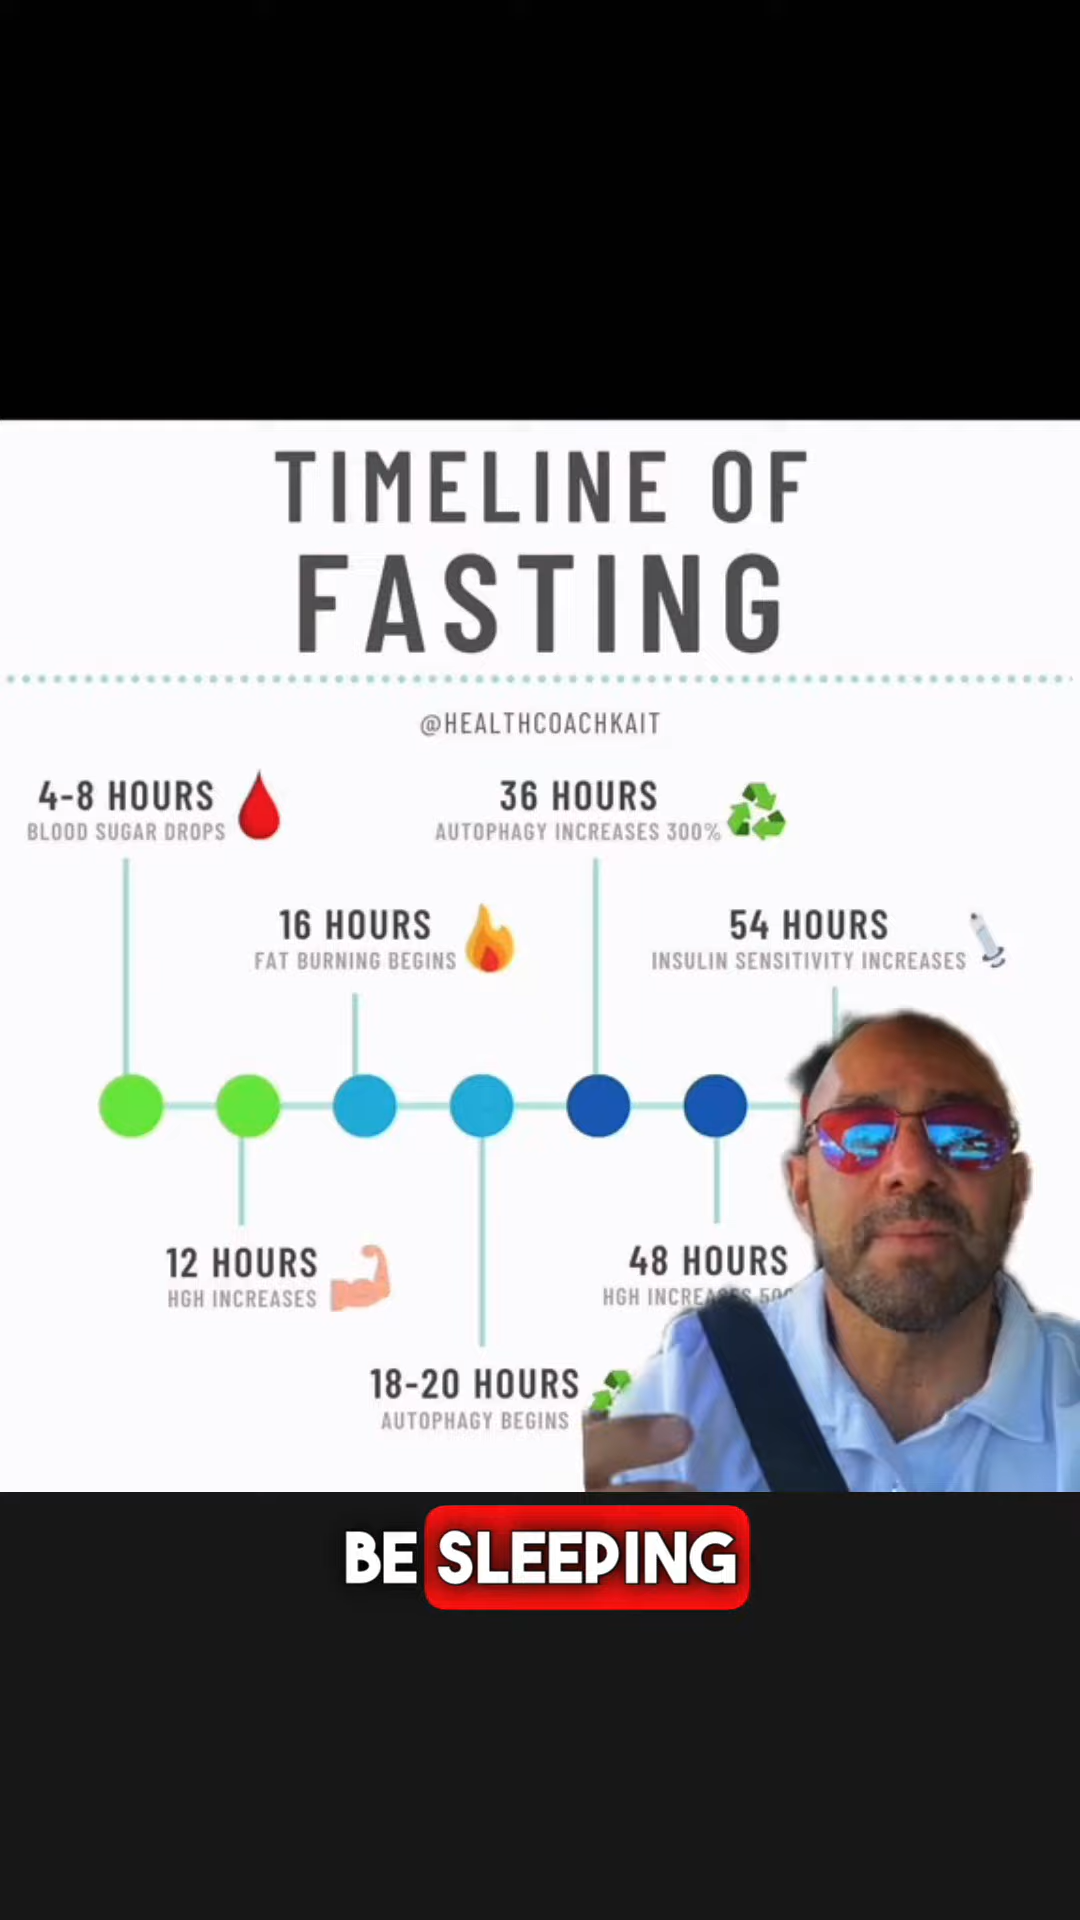 TIMELINE OF
FASTING
@HEALTHCOACHKAIT
4-8 HOURS
BLOOD SUGAR DROPS
36 HOURS
AUTOPHAGY INCREASES 300%
16 HOURS
FAT BURNING BEGINS
54 HOURS
INSULIN SENSITIVITY INCREASES
12 HOURS
HGH INCREASES
48 HOURS
HGH INCREASES
18-20 HOURS
AUTOPHAGY BEGINS
BE SLEEPING